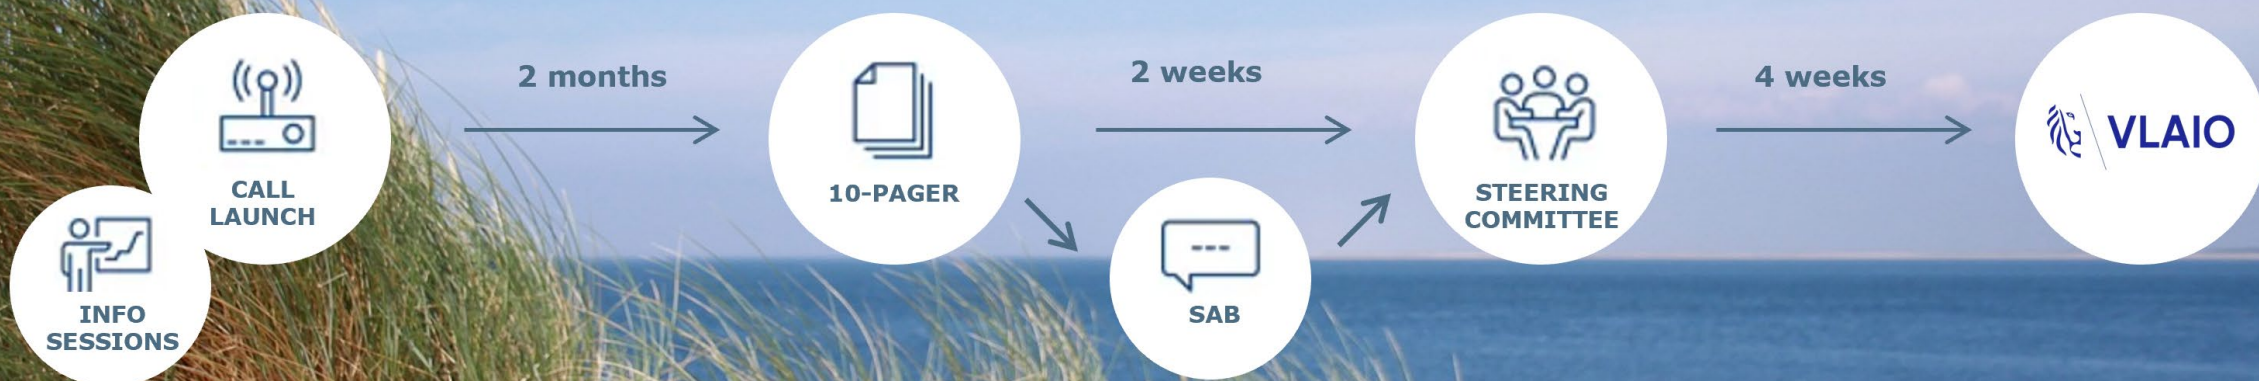 CALL
LAUNCH
INFO
SESSIONS
2 months
10-PAGER
2 weeks
SAB
STEERING
COMMITTEE
4 weeks
VLAIO